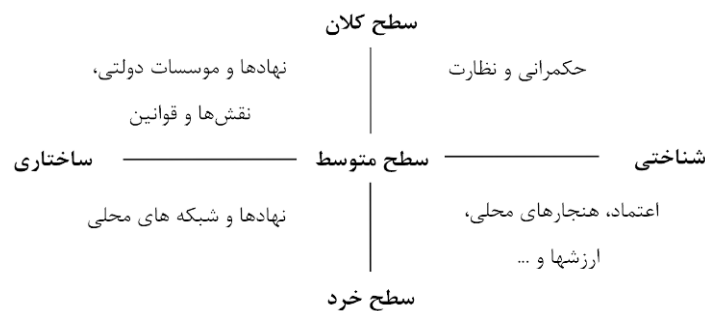 سطح کلان
حکمرانی و نظارت
نهادها و موسسات دولتی،
نقش‌ها و قوانین
شناختی
سطح متوسط
ساختاری
اعتماد، هنجارهای محلی،
ارزشها و ...
نهادها و شبکه های محلی
سطح خرد